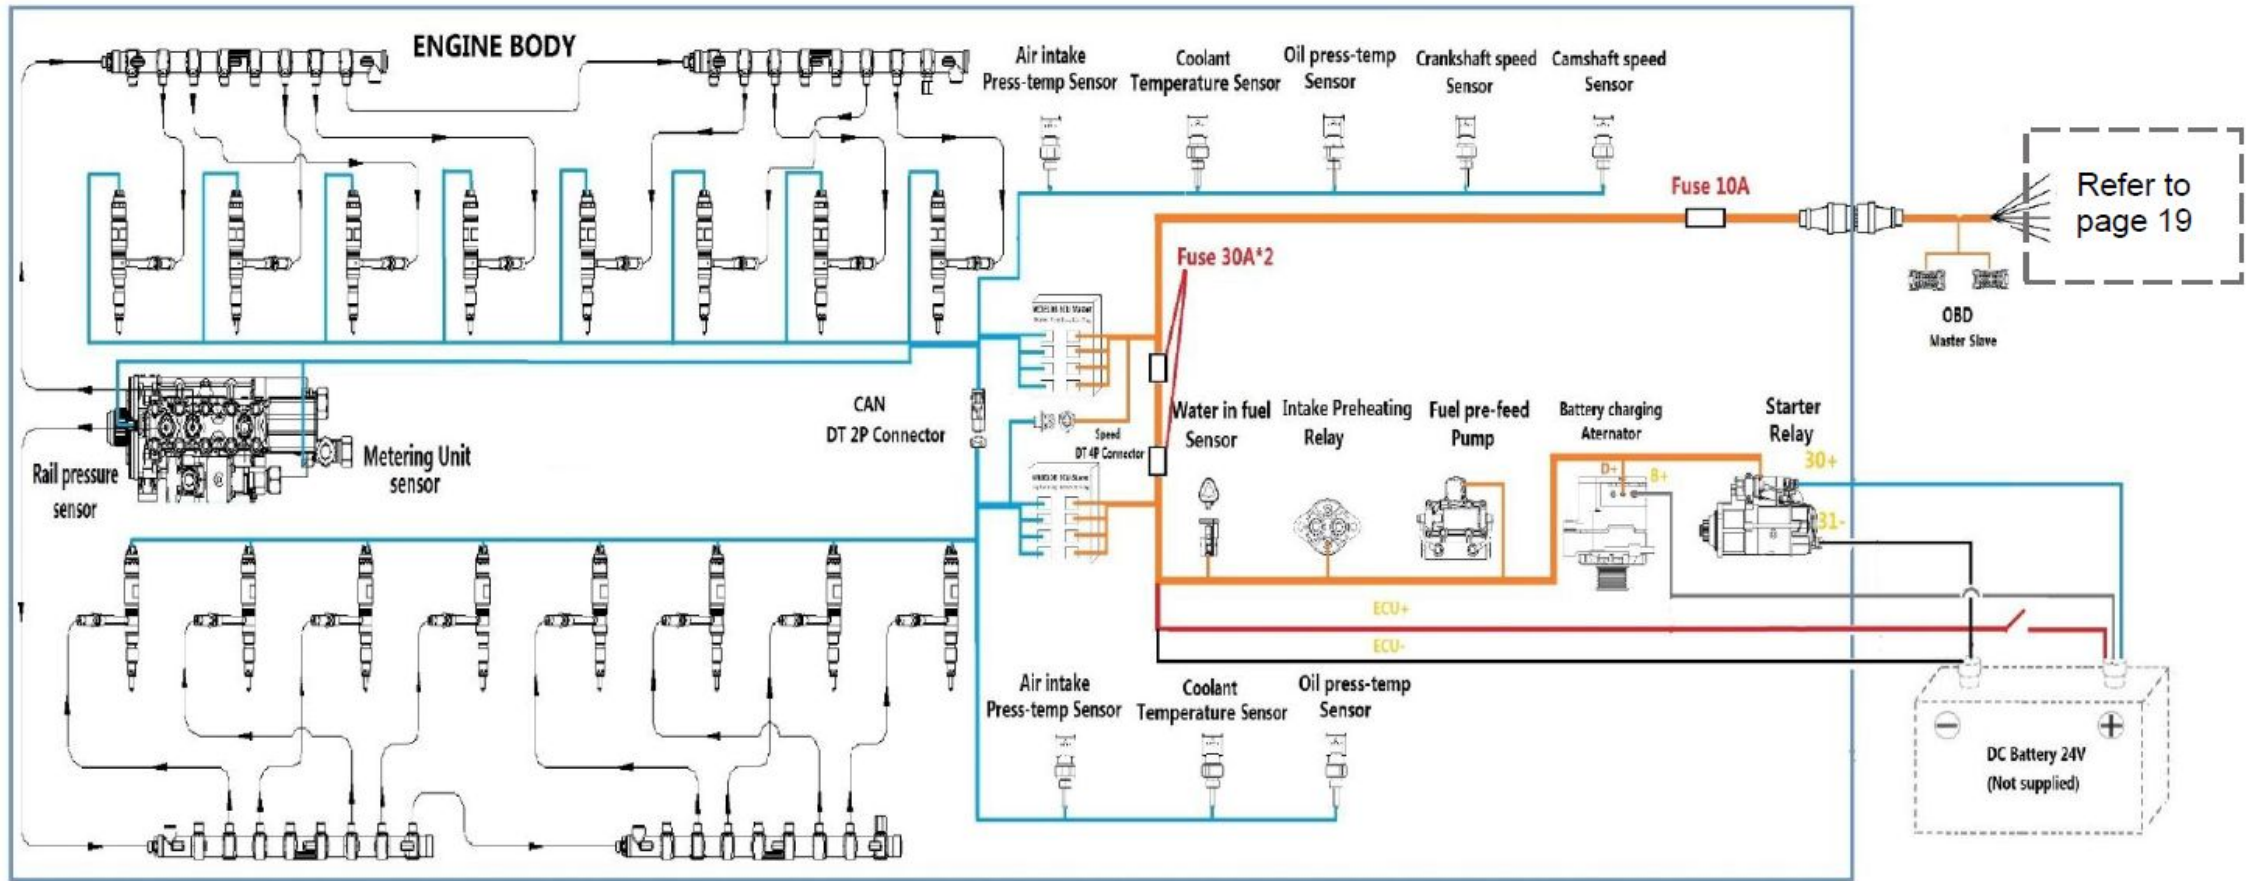 ENGINE BODY
Air intake
Press-temp Sensor
Coolant
Temperature Sensor
Oil press-temp
Sensor
Crankshaft speed
Sensor
Camshaft speed
Sensor
Fuse 10A
Refer to
page 19
Fuse 30A*2
OBD
Master Slave
CAN
DT 2P Connector
Speed
DT 4P Connector
Water in fuel
Sensor
Intake Preheating
Relay
Fuel pre-feed
Pump
Battery charging
Aternator
Starter
Relay
30+
D+
B+
31-
Rail pressure
sensor
Metering Unit
sensor
ECU+
ECU-
Air intake
Press-temp Sensor
Coolant
Temperature Sensor
Oil press-temp
Sensor
DC Battery 24V
(Not supplied)